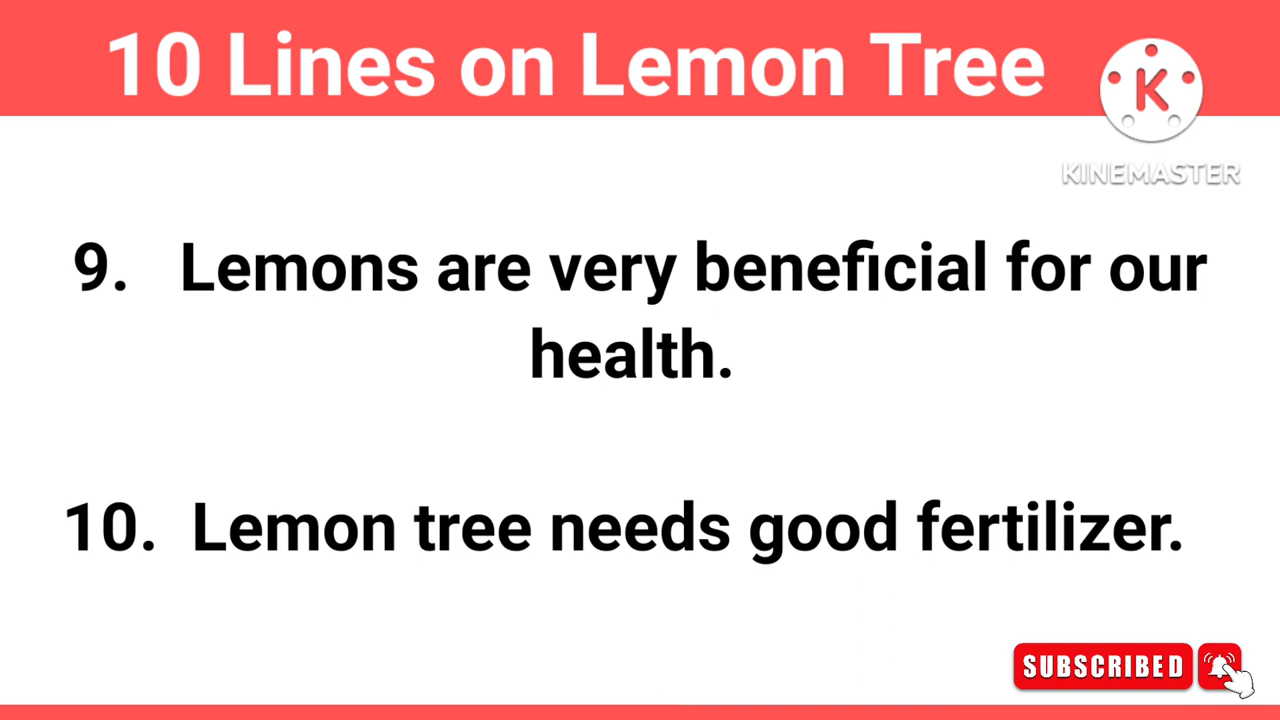 10 Lines on Lemon Tree
K
KINEMASTER
9. Lemons are very beneficial for our
health.
10. Lemon tree needs good fertilizer.
SUBSCRIBED